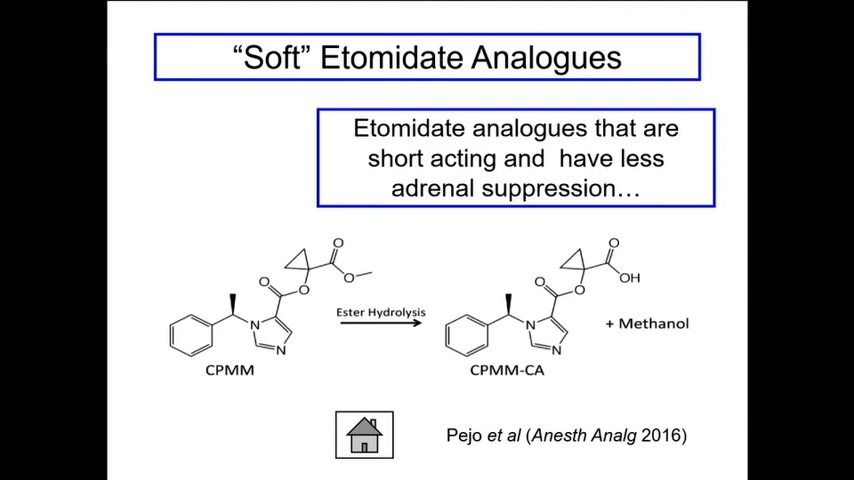 “Soft” Etomidate Analogues
Etomidate analogues that are
short acting and have less
adrenal suppression…
O
O
O
O
N
N
CPMM
Ester Hydrolysis
O
OH
O
O
N
N
CPMM-CA
+ Methanol
Pejo et al (Anesth Analg 2016)